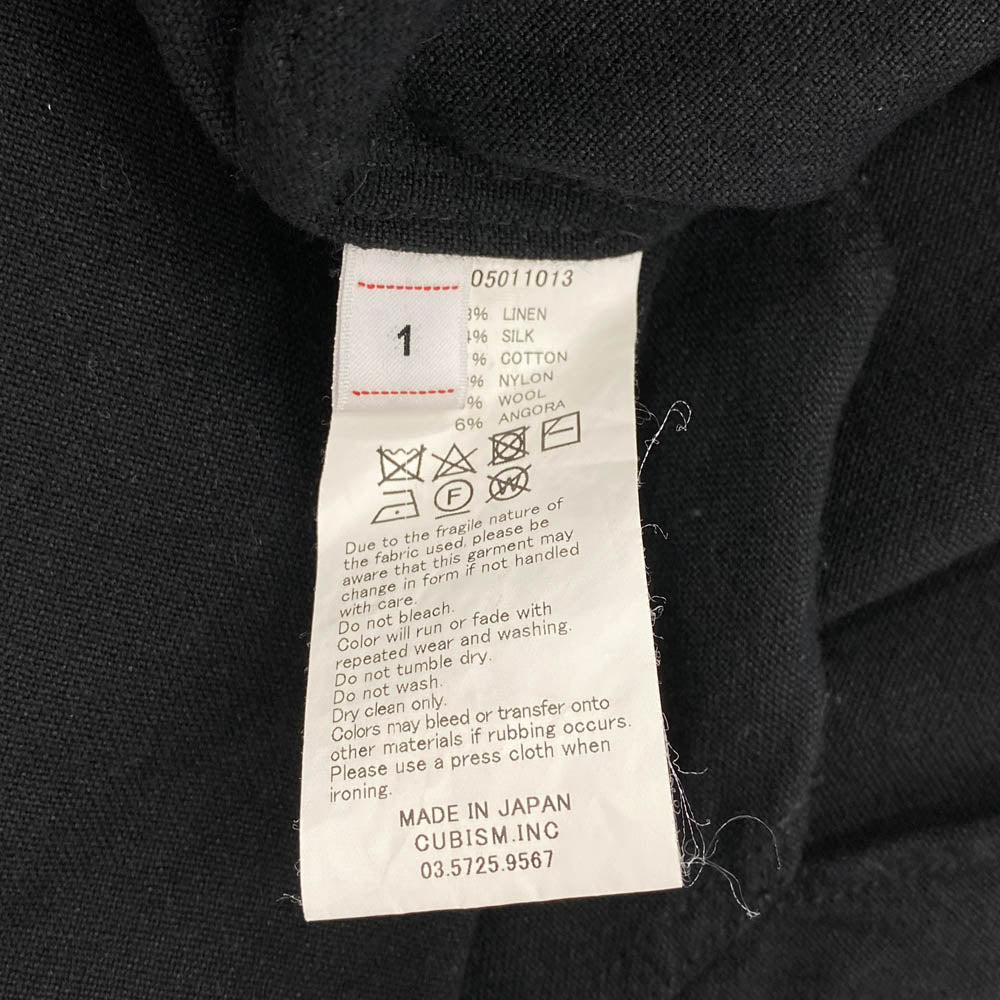 05011013
1
% LINEN
% SILK
% COTTON
% NYLON
% WOOL
6% ANGORA
F
W
Due to the fragile nature of
the fabric used, please be
aware that this garment may
change in form if not handled
with care.
Do not bleach.
Color will run or fade with
repeated wear and washing.
Do not tumble dry.
Do not wash.
Dry clean only.
Colors may bleed or transfer onto
other materials if rubbing occurs.
Please use a press cloth when
ironing.
MADE IN JAPAN
CUBISM.INC
03.5725.9567